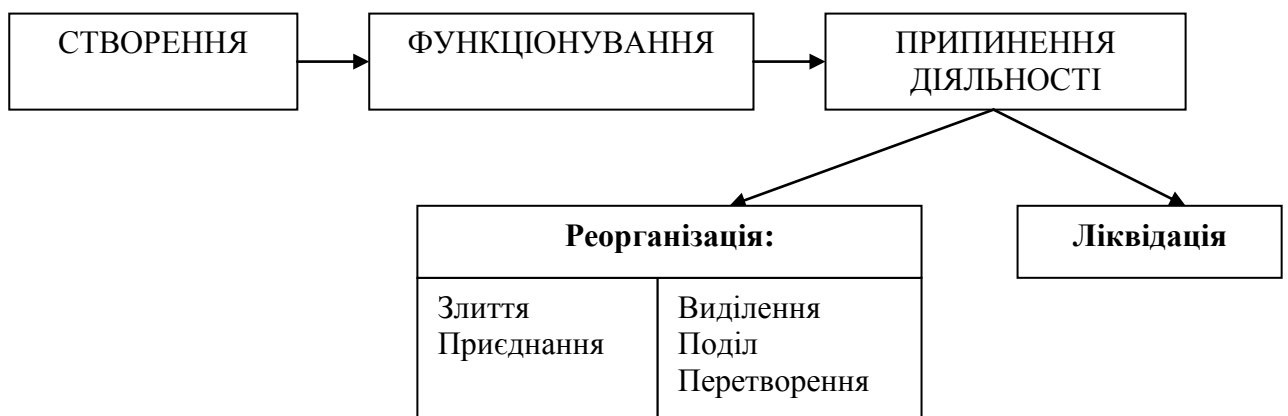 СТВОРЕННЯ
ФУНКЦІОНУВАННЯ
ПРИПИНЕННЯ
ДІЯЛЬНОСТІ
Реорганізація:
Ліквідація
Злиття
Приєднання
Виділення
Поділ
Перетворення